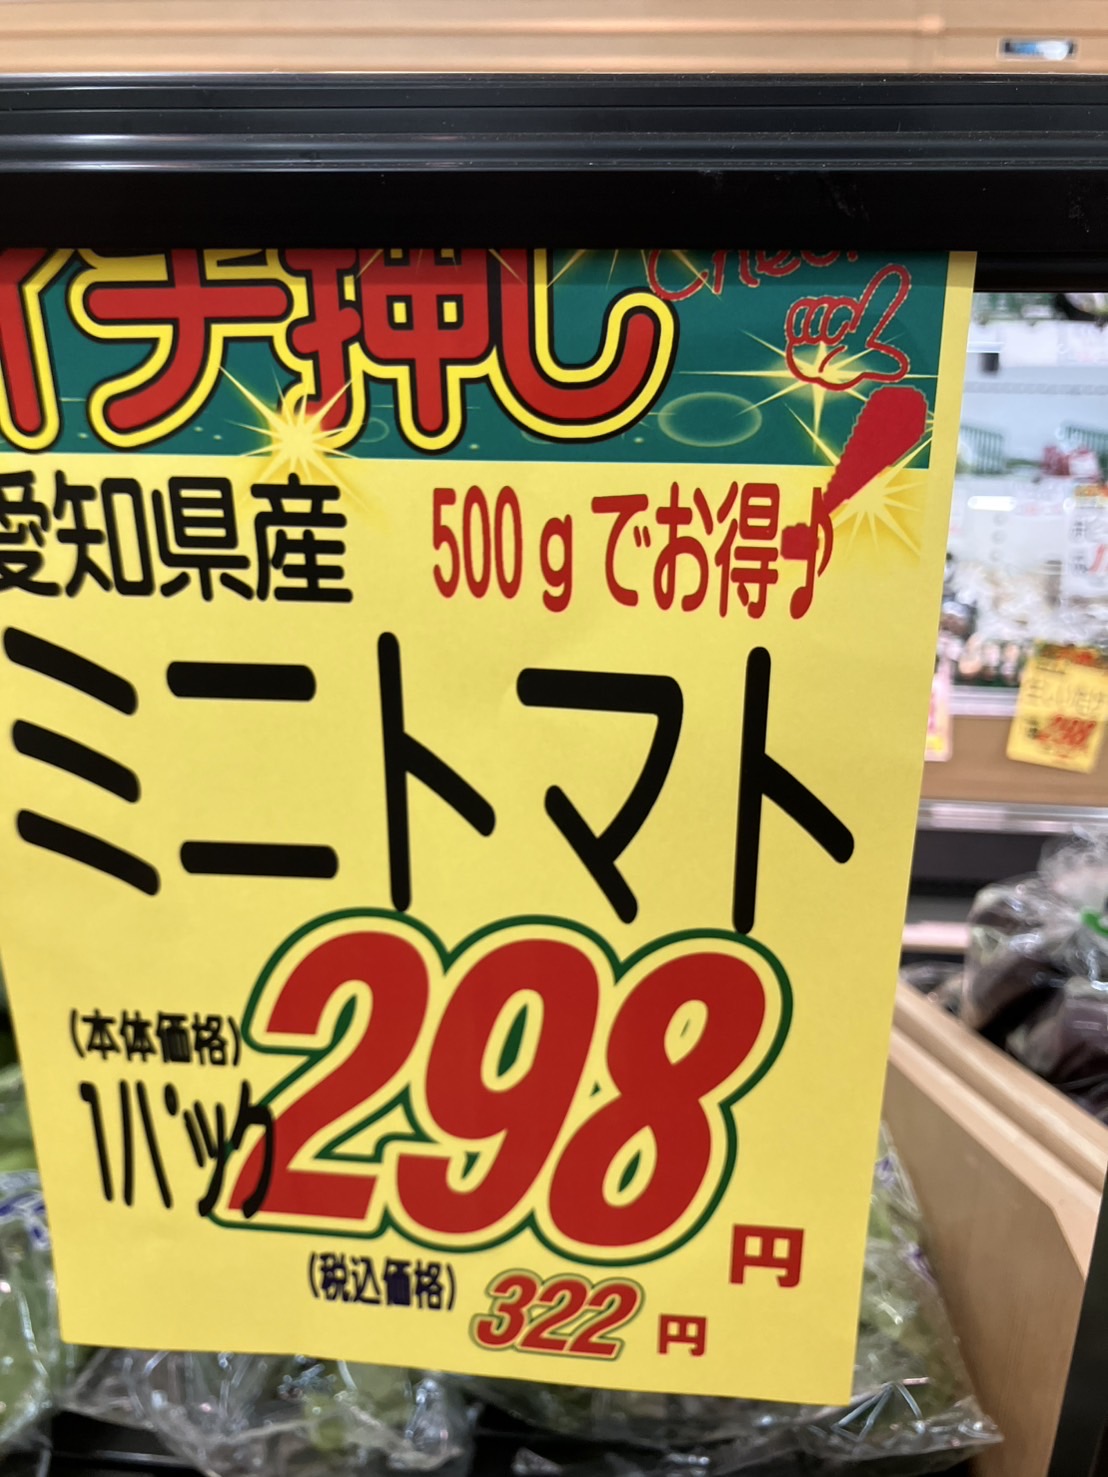 イチ押し
Check
愛知県産 500gでお得♪
ミニトマト
(本体価格)
1パック 298円
(税込価格) 322円
298